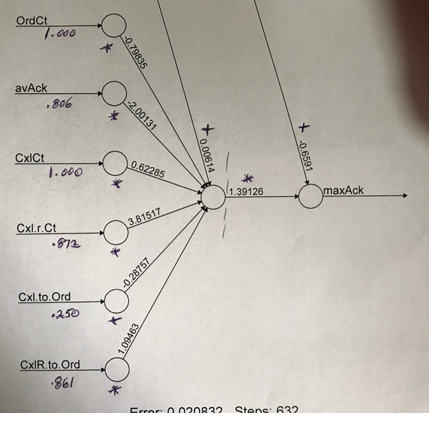 OrdCt
1.000
-0.79835
*
avAck
.806
-2.00131
*
+ 0.00614
+ -0.6591
CxlCt
1.000
0.62285
*
1.39126
*
maxAck
Cxl.r.Ct
.872
3.81517
*
Cxl.to.Ord
.250
-0.28757
*
CxlR.to.Ord
.861
1.09463
*
Error: 0.020832 Steps: 632